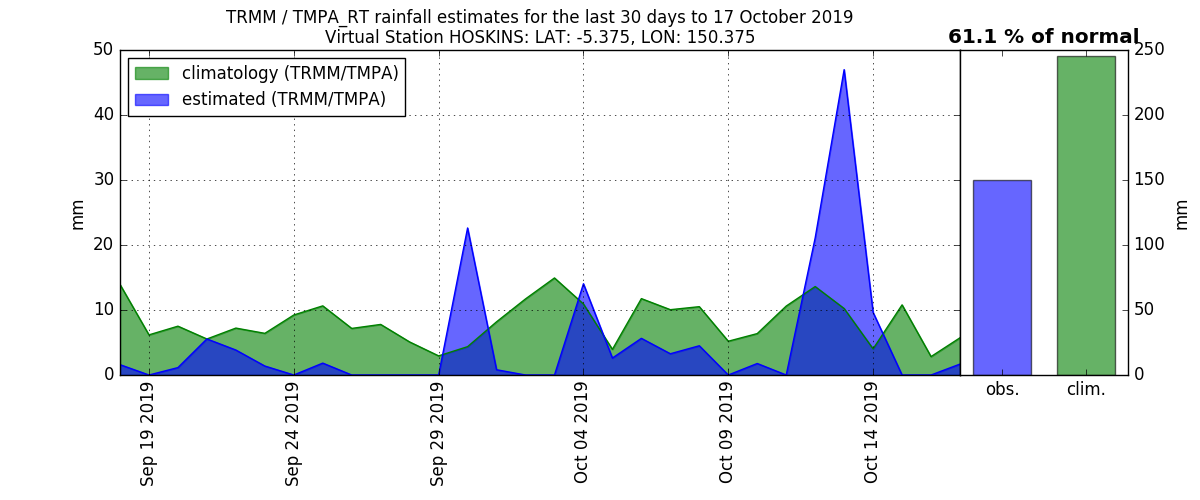 TRMM / TMPA_RT rainfall estimates for the last 30 days to 17 October 2019
Virtual Station HOSKINS: LAT: -5.375, LON: 150.375
61.1 % of normal
climatology (TRMM/TMPA)
estimated (TRMM/TMPA)
50
40
30
20
10
0
mm
Sep 19 2019
Sep 24 2019
Sep 29 2019
Oct 04 2019
Oct 09 2019
Oct 14 2019
obs.
clim.
250
200
150
100
50
0
mm